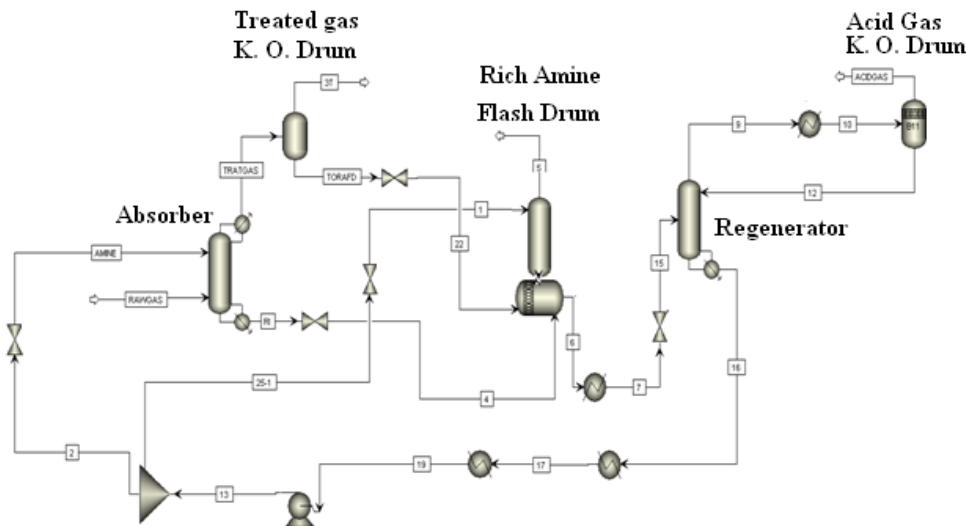 Treated gas
K. O. Drum
Acid Gas
K. O. Drum
Rich Amine
Flash Drum
3T
ACIDGAS
9
10
B11
5
TRATGAS
TORAFD
1
12
Absorber
Regenerator
AMINE
22
15
RAWGAS
RI
6
25-1
4
7
16
2
19
17
13